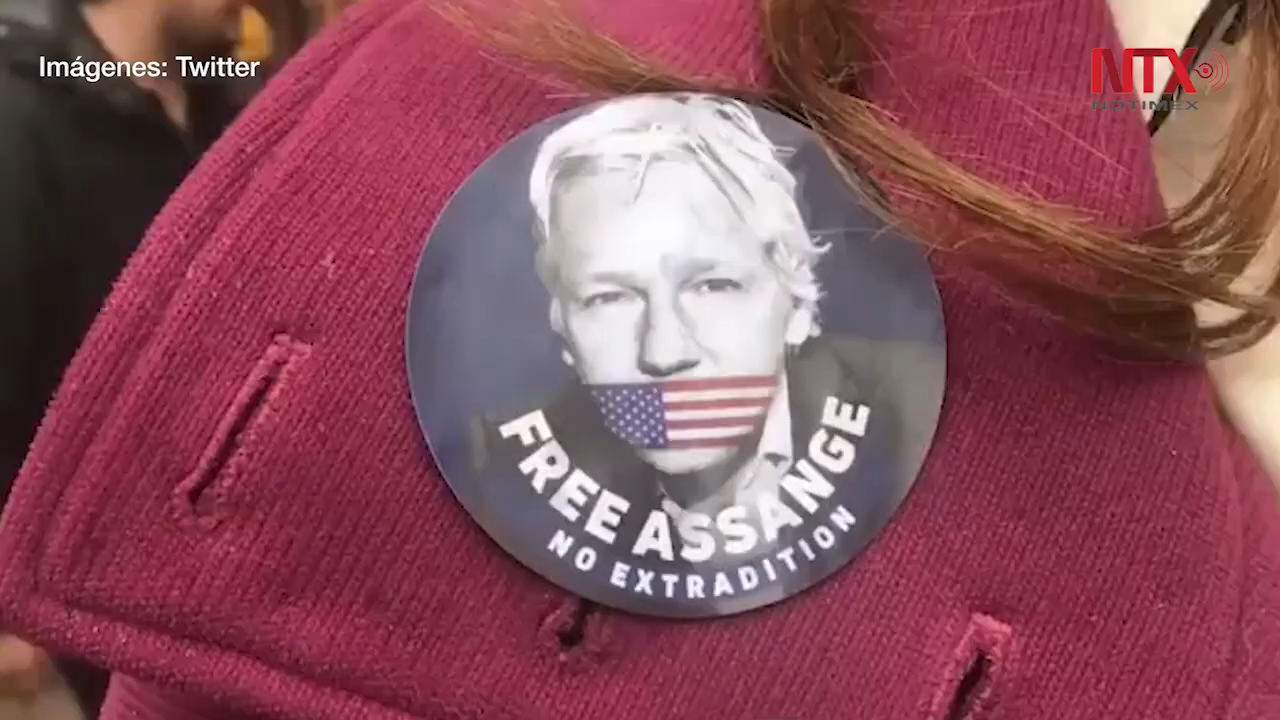 Imágenes: Twitter
NTX
NOTIMEX
FREE ASSANGE
NO EXTRADITION